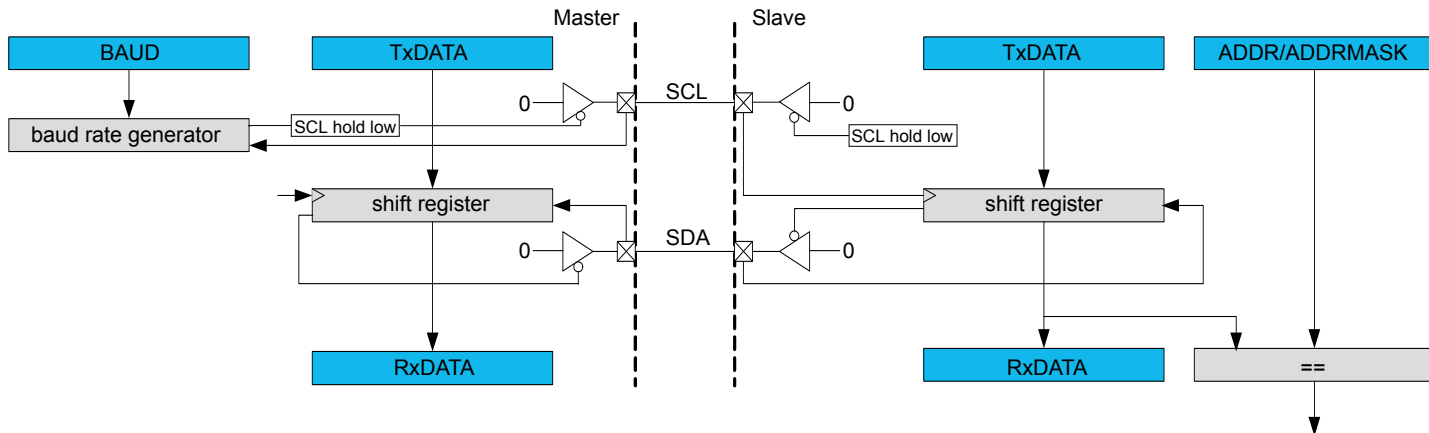 Master Slave
BAUD TxDATA TxDATA ADDR/ADDRMASK
0 SCL 0
baud rate generator SCL hold low SCL hold low
shift register shift register
0 SDA 0
RxDATA RxDATA ==